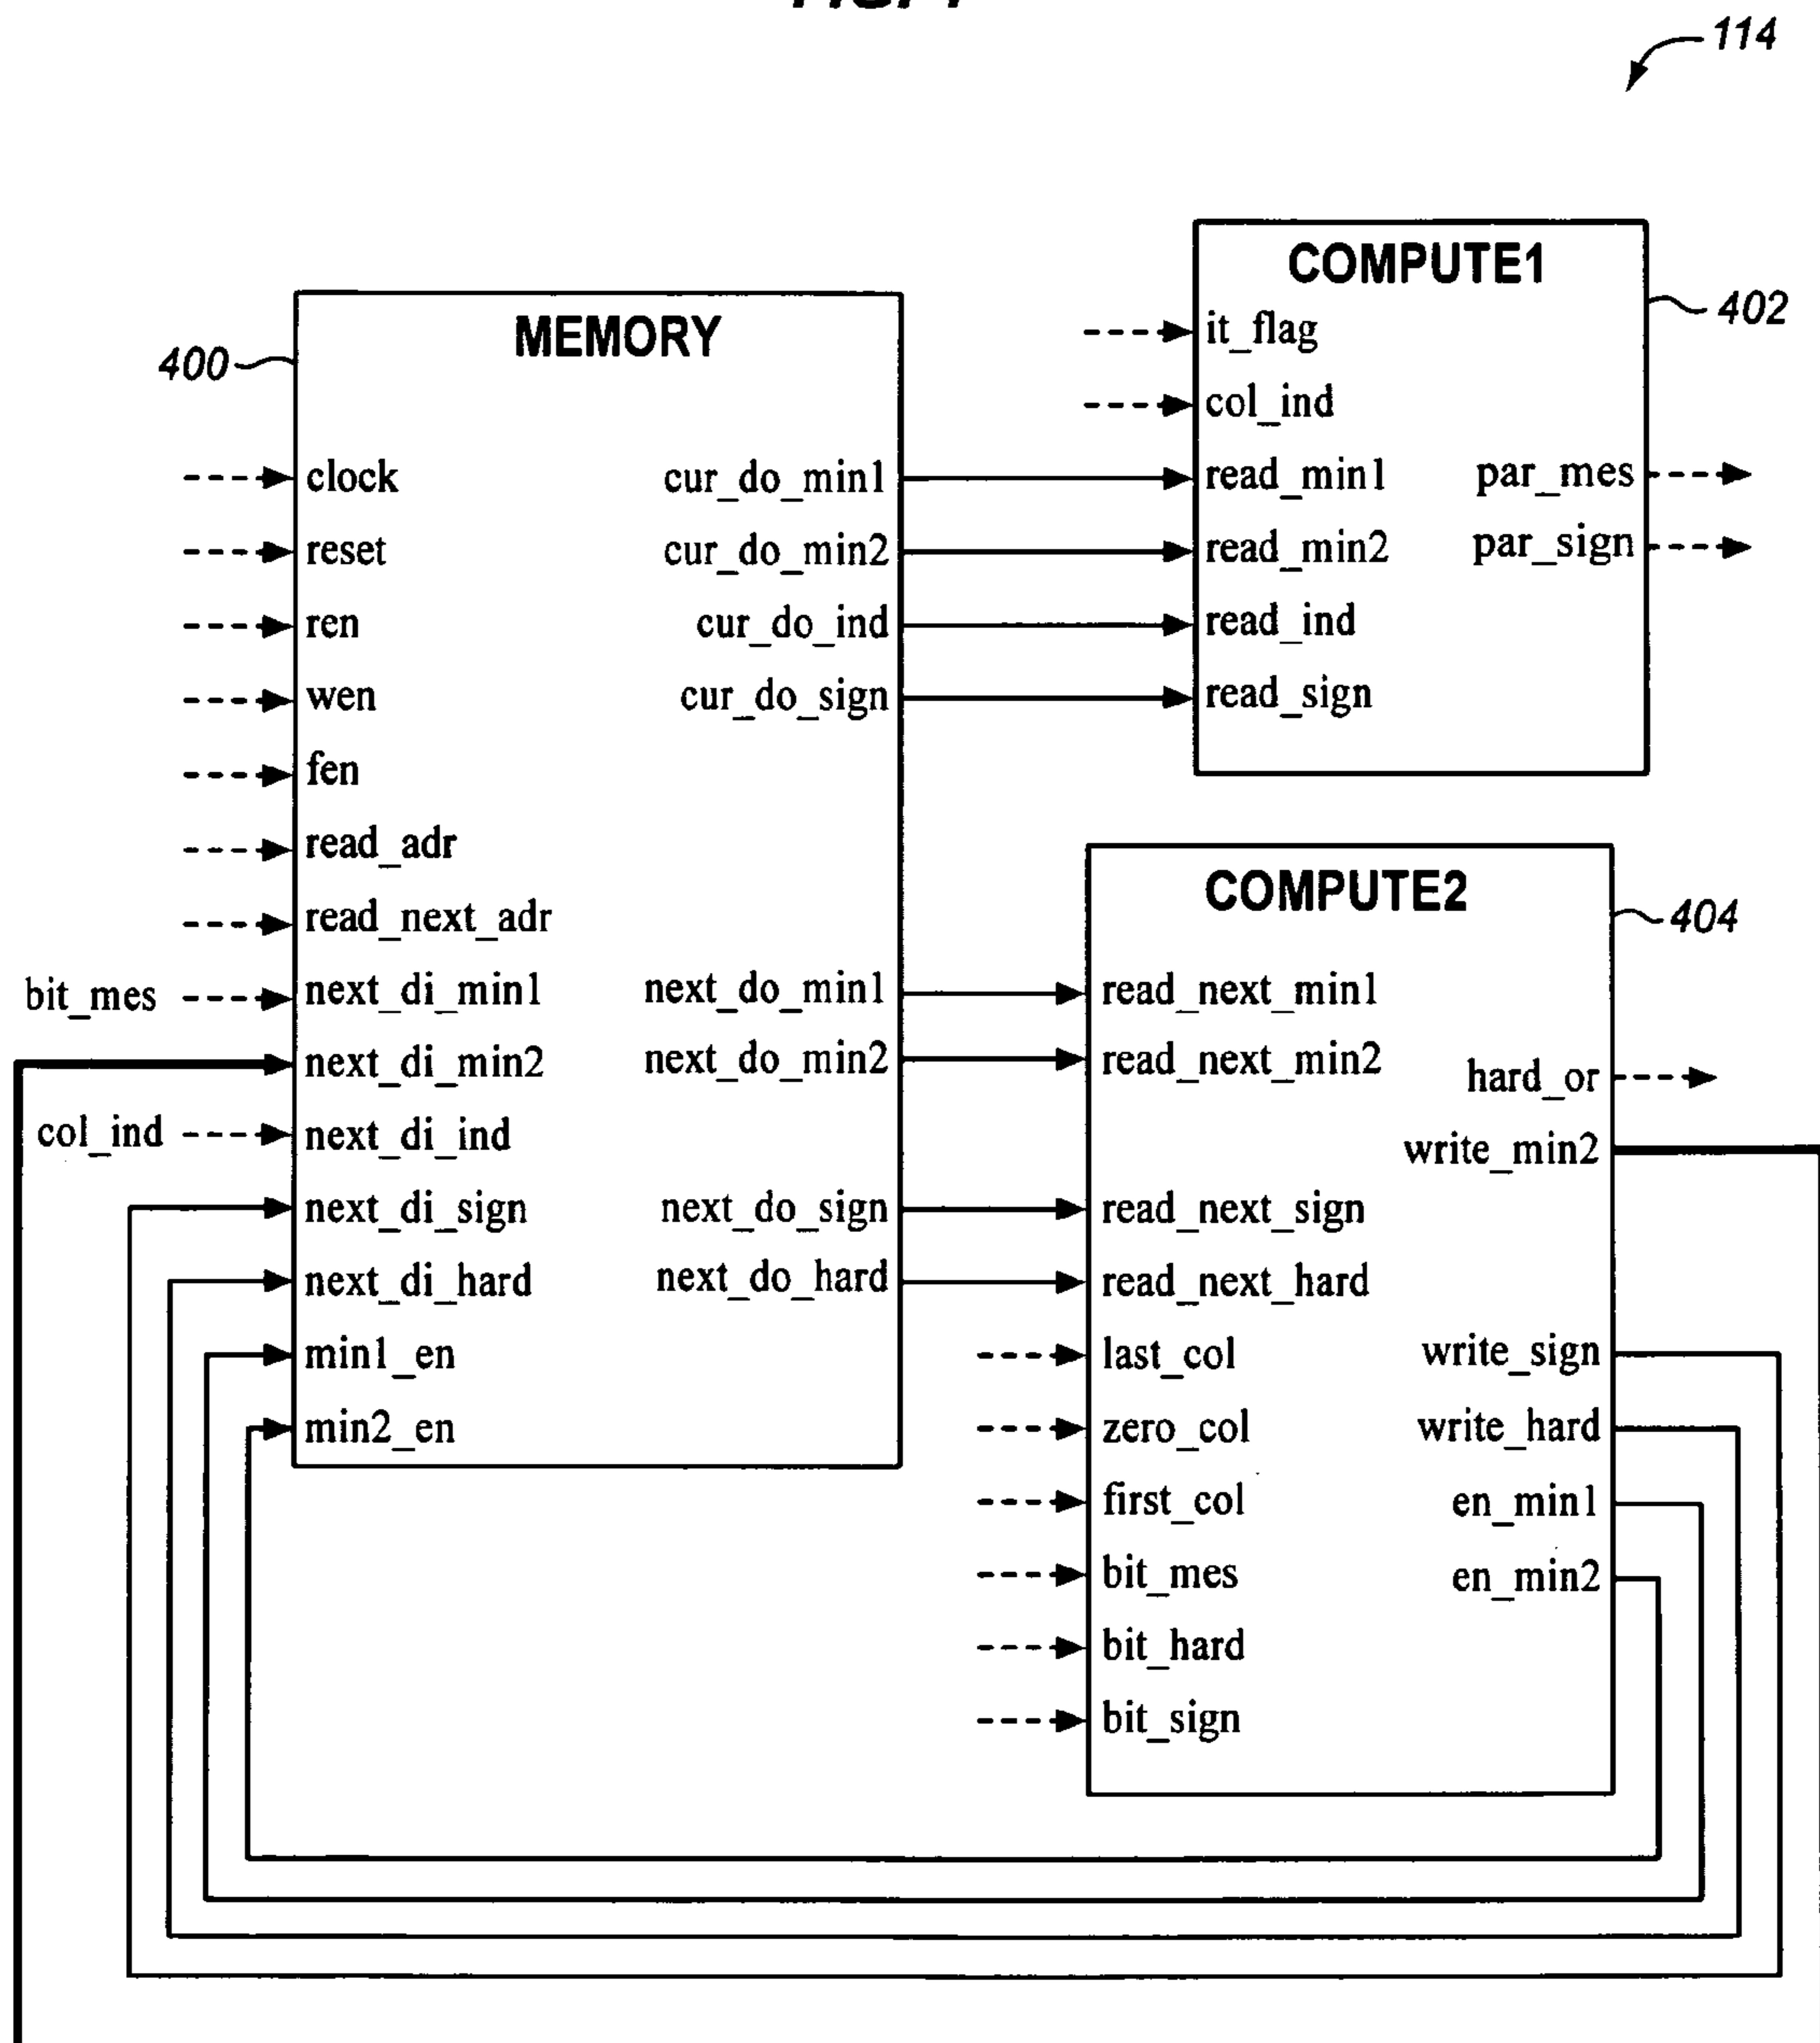 114
COMPUTE1
402
it_flag
col_ind
read_min1 par_mes
read_min2 par_sign
read_ind
read_sign
MEMORY
400
clock cur_do_min1
reset cur_do_min2
ren cur_do_ind
wen cur_do_sign
fen
read_adr
read_next_adr
bit_mes next_di_min1 next_do_min1
next_di_min2 next_do_min2
col_ind next_di_ind
next_di_sign next_do_sign
next_di_hard next_do_hard
min1_en
min2_en
COMPUTE2
404
read_next_min1
read_next_min2
hard_or
write_min2
read_next_sign
read_next_hard
last_col write_sign
zero_col write_hard
first_col en_min1
bit_mes en_min2
bit_hard
bit_sign